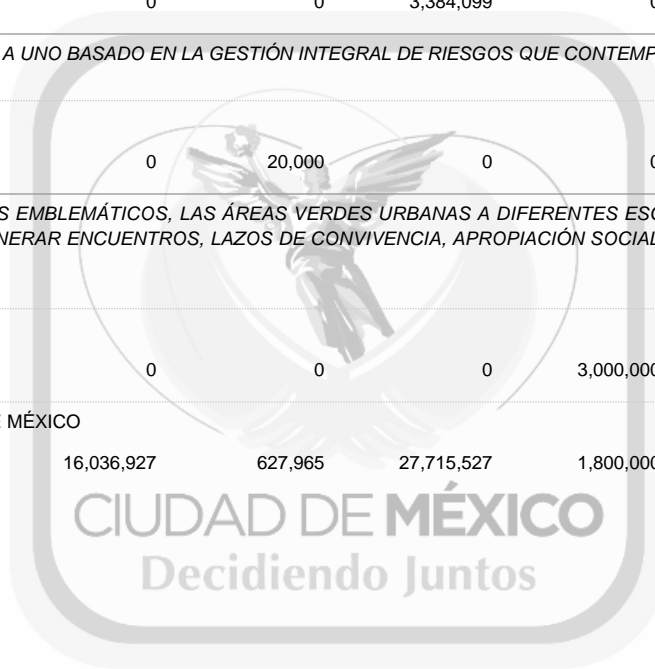 0 0 3,384,099 0
A UNO BASADO EN LA GESTIÓN INTEGRAL DE RIESGOS QUE CONTEMP
0 20,000 0 0
S EMBLEMÁTICOS, LAS ÁREAS VERDES URBANAS A DIFERENTES ESC
NERAR ENCUENTROS, LAZOS DE CONVIVENCIA, APROPIACIÓN SOCIAL
0 0 0 3,000,000
E MÉXICO
16,036,927 627,965 27,715,527 1,800,000
CIUDAD DE MÉXICO
Decidiendo Juntos